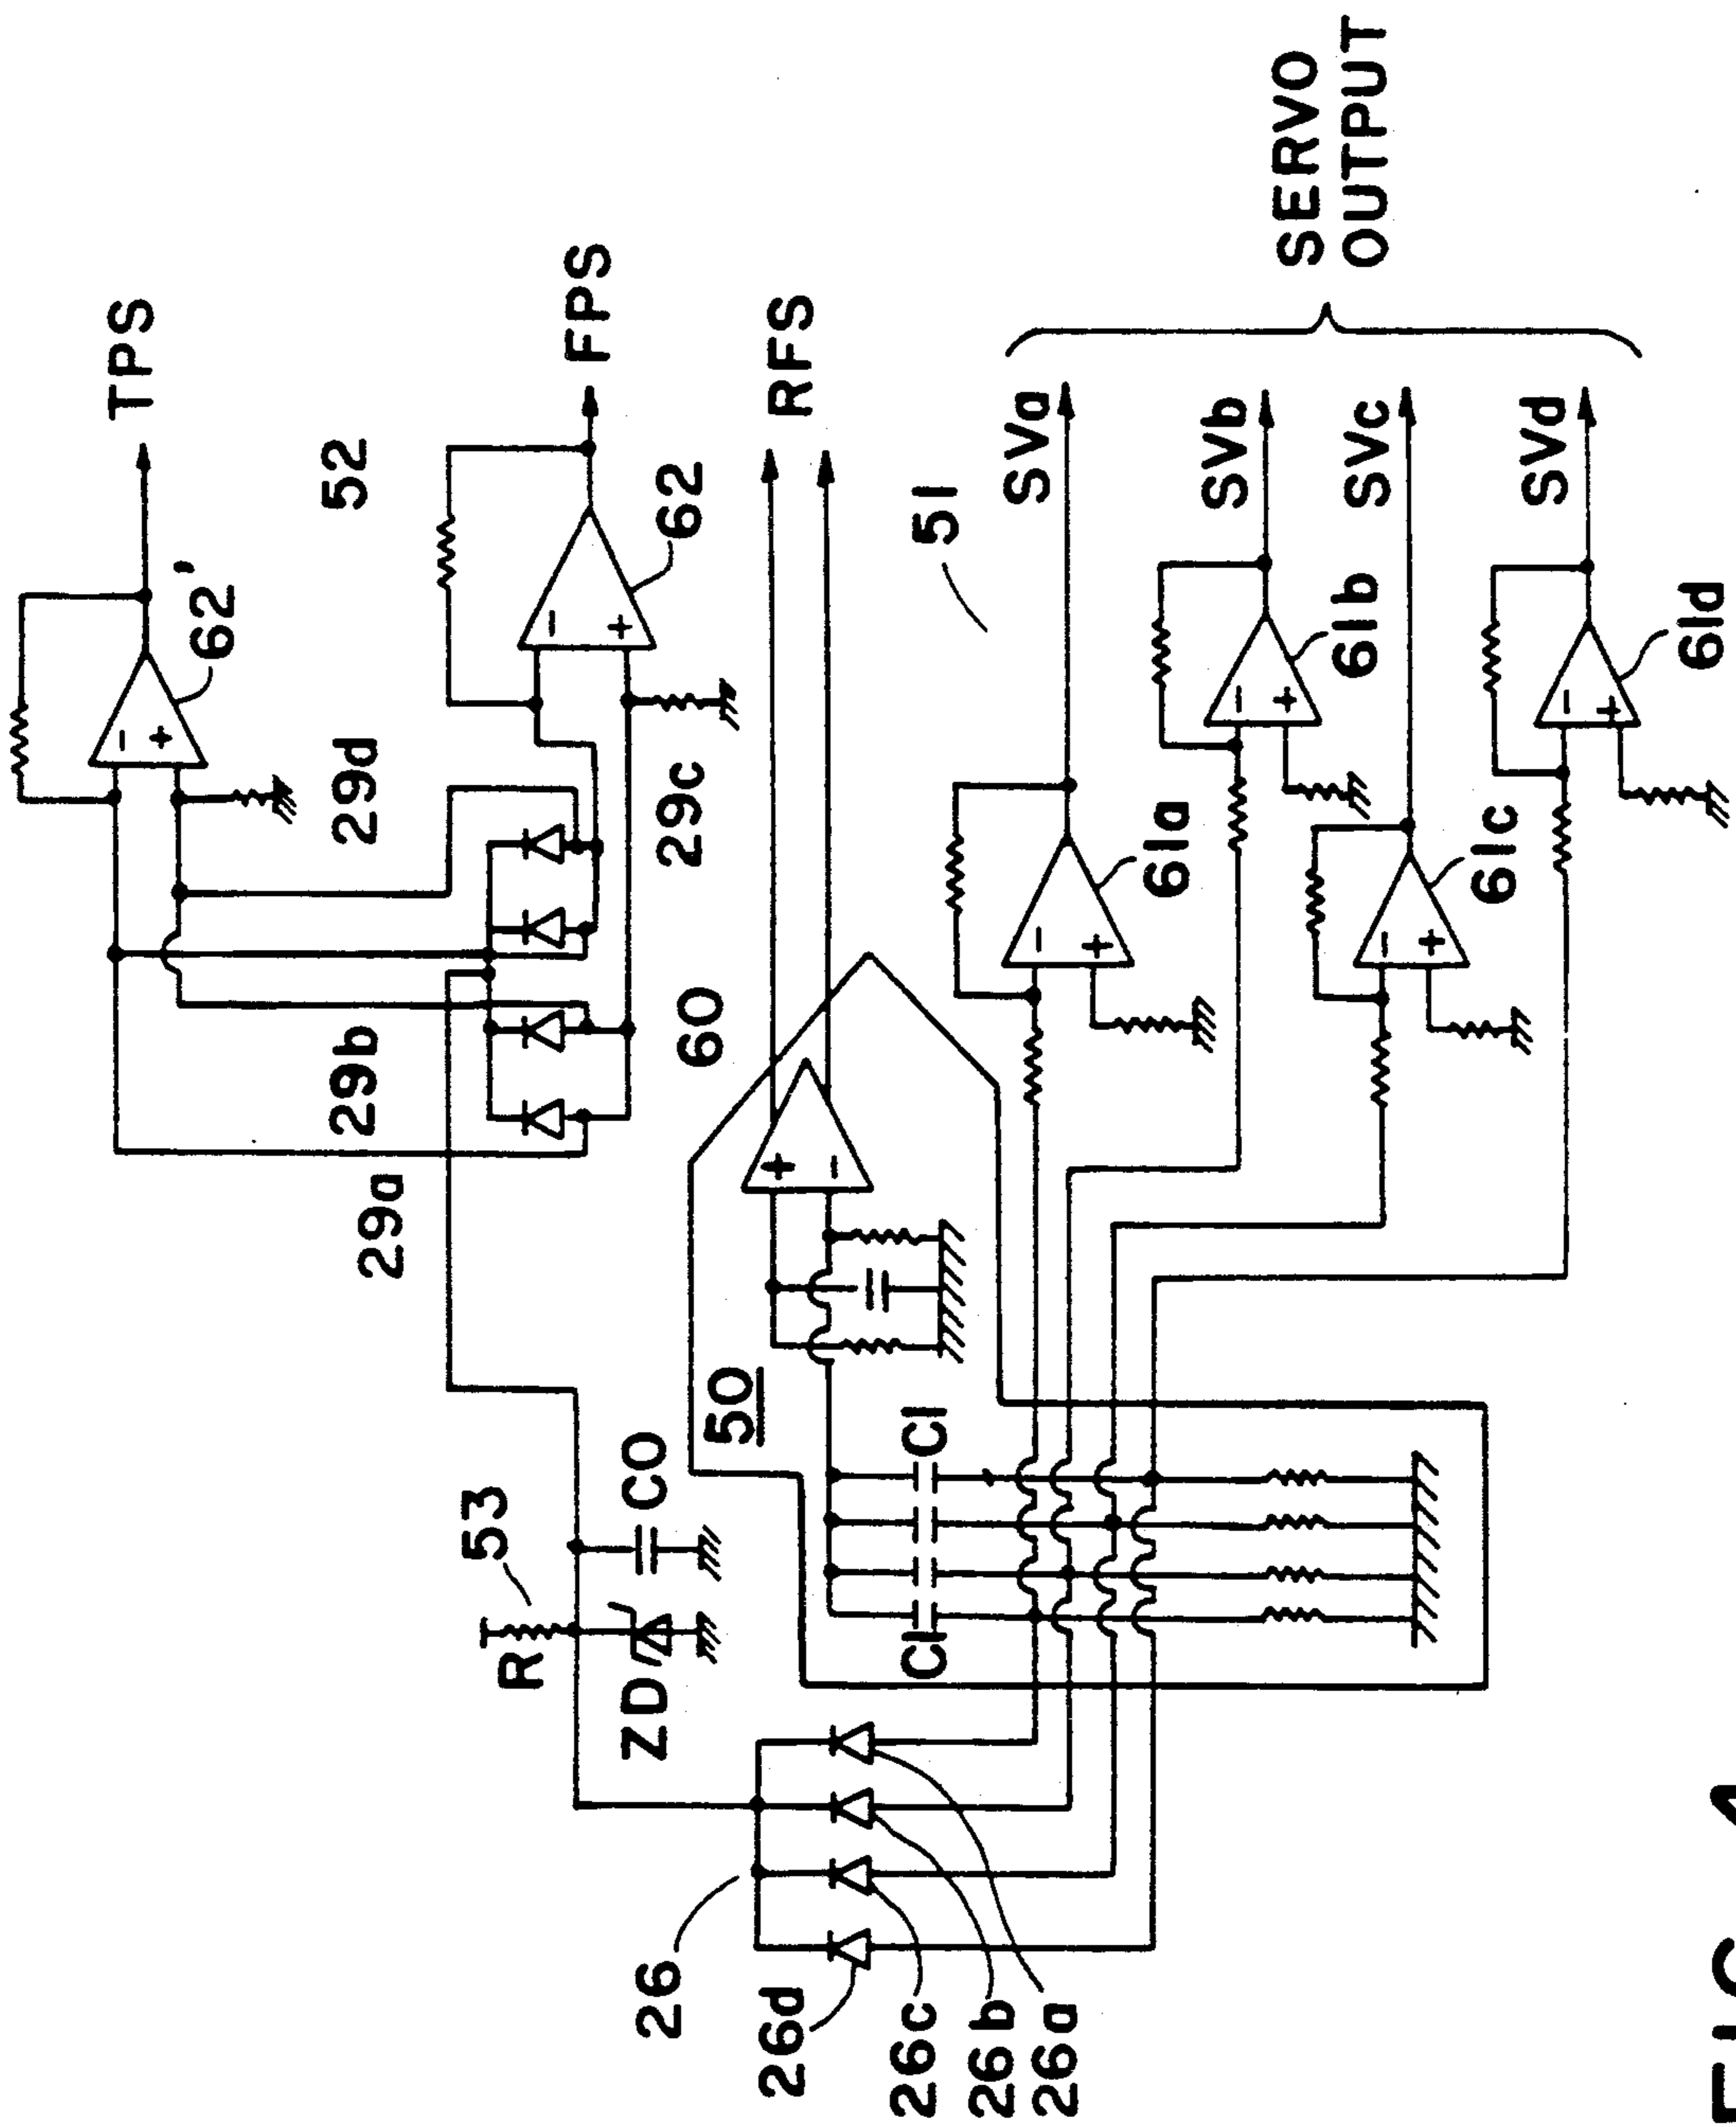 TPS
62'
52
FPS
62
29d
29c
29b
29a
RFS
60
50
53
R
ZD
CO
51
SVa
SVb
SVc
SVd
SERVO
OUTPUT
61a
61b
61c
61d
CI
CI
26
26d
26c
26b
26a
+
−
+
−
+
−
+
−
+
−
+
−
+
−